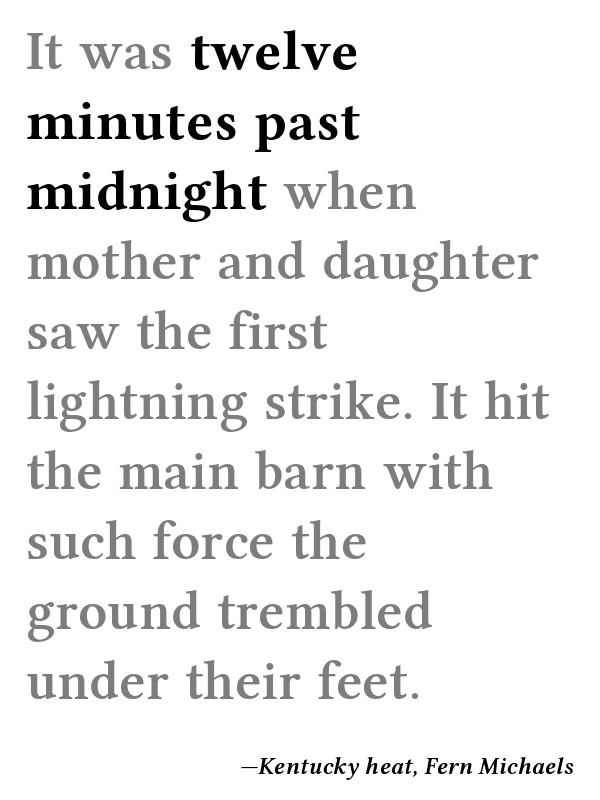 It was twelve
minutes past
midnight when
mother and daughter
saw the first
lightning strike. It hit
the main barn with
such force the
ground trembled
under their feet.
—Kentucky heat, Fern Michaels